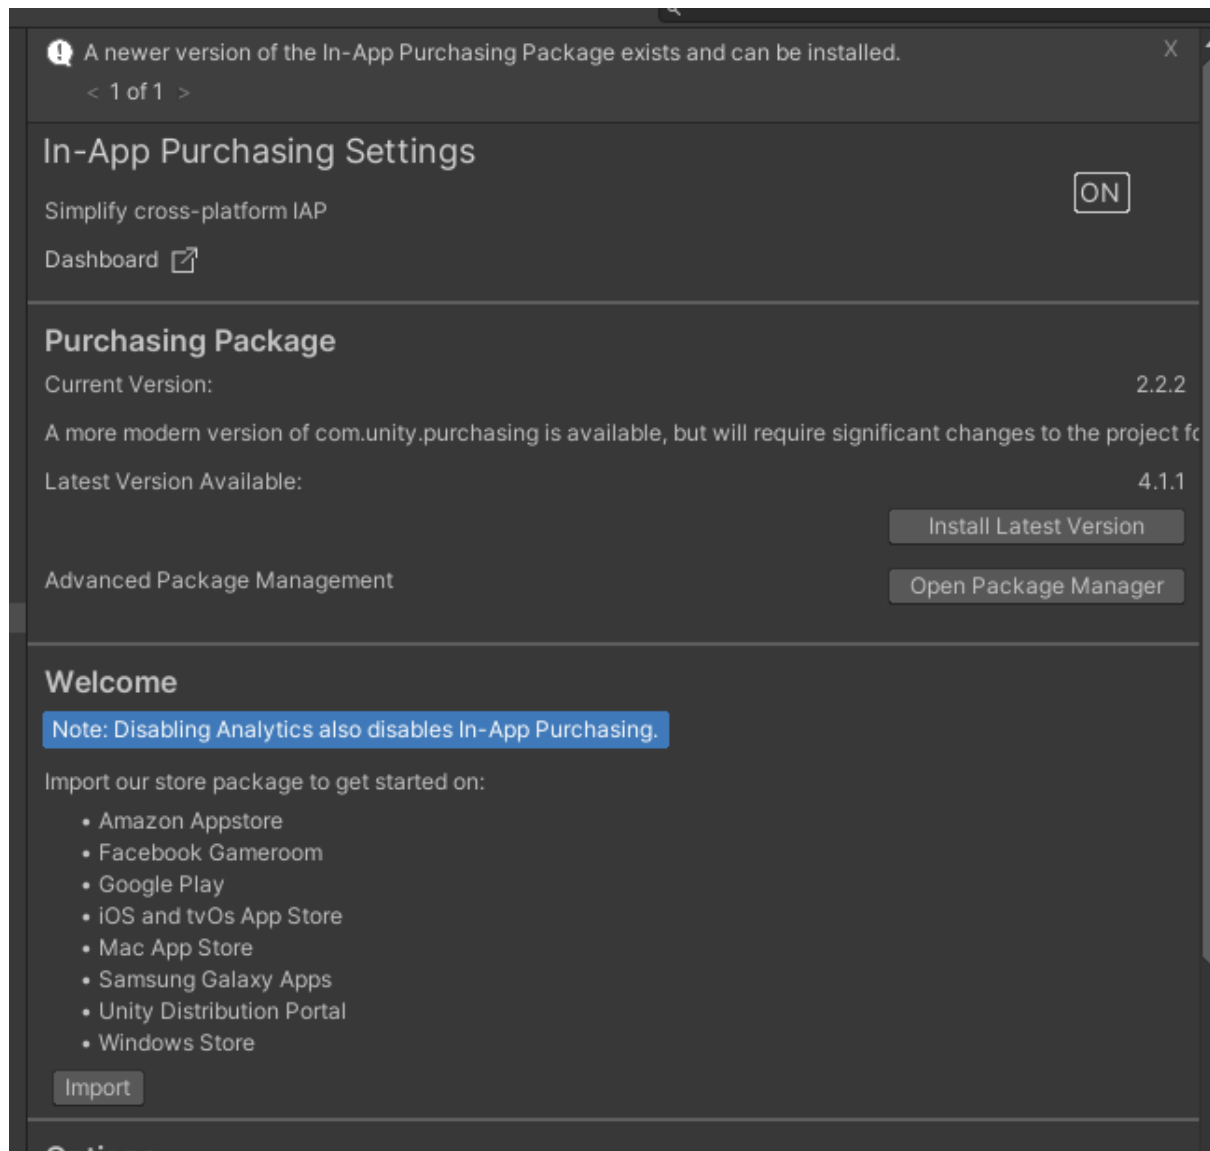 A newer version of the In-App Purchasing Package exists and can be installed.
X
< 1 of 1 >
In-App Purchasing Settings
ON
Simplify cross-platform IAP
Dashboard
Purchasing Package
Current Version:
2.2.2
A more modern version of com.unity.purchasing is available, but will require significant changes to the project
Latest Version Available:
4.1.1
Install Latest Version
Advanced Package Management
Open Package Manager
Welcome
Note: Disabling Analytics also disables In-App Purchasing.
Import our store package to get started on:
• Amazon Appstore
• Facebook Gameroom
• Google Play
• iOS and tvOs App Store
• Mac App Store
• Samsung Galaxy Apps
• Unity Distribution Portal
• Windows Store
Import